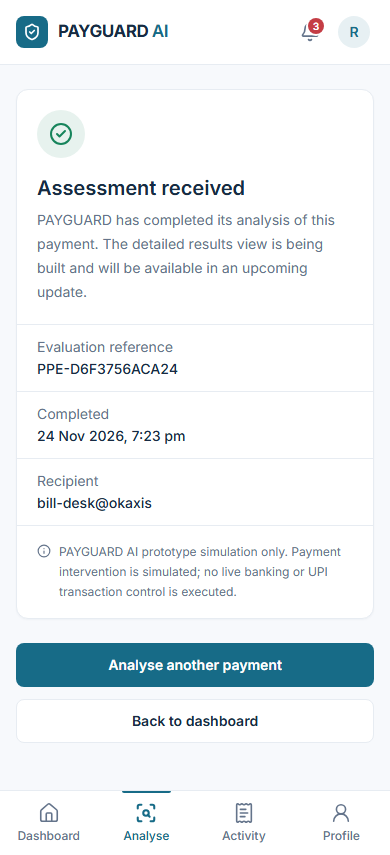 PAYGUARD AI
3
R
Assessment received
PAYGUARD has completed its analysis of this
payment. The detailed results view is being
built and will be available in an upcoming
update.
Evaluation reference
PPE-D6F3756ACA24
Completed
24 Nov 2026, 7:23 pm
Recipient
bill-desk@okaxis
PAYGUARD AI prototype simulation only. Payment
intervention is simulated; no live banking or UPI
transaction control is executed.
Analyse another payment
Back to dashboard
Dashboard
Analyse
Activity
Profile